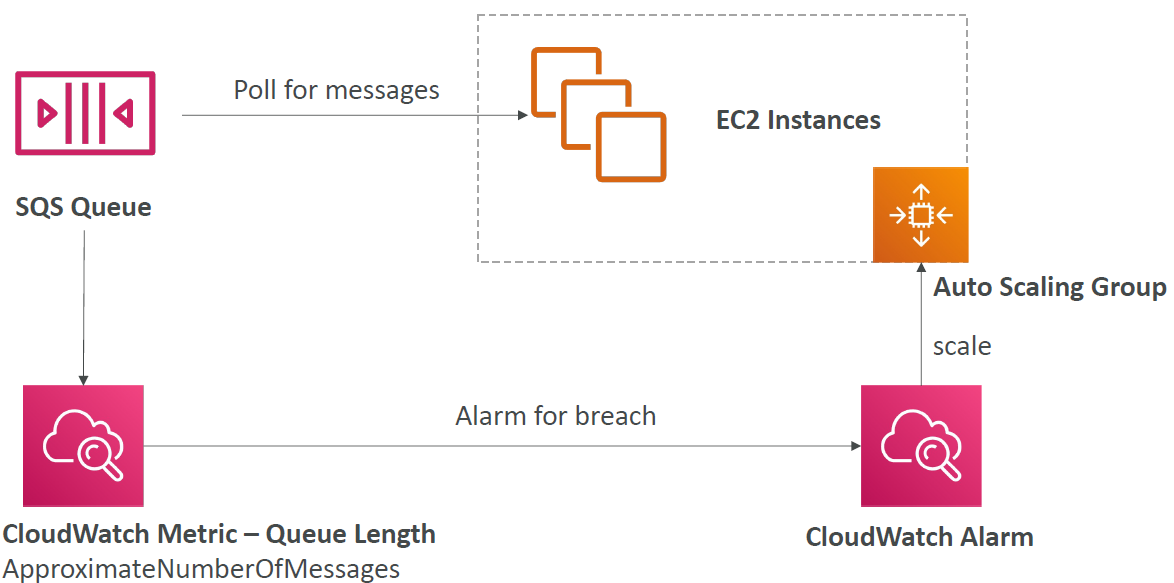 Poll for messages
EC2 Instances
SQS Queue
Auto Scaling Group
scale
Alarm for breach
CloudWatch Metric – Queue Length
ApproximateNumberOfMessages
CloudWatch Alarm